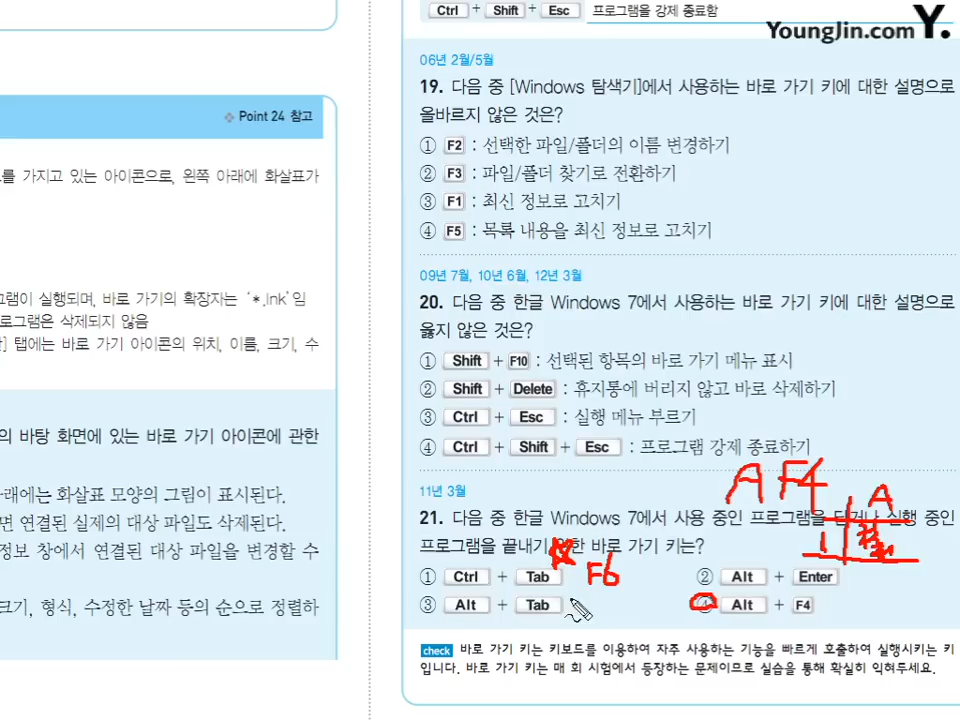 Ctrl + Shift + Esc 프로그램을 강제 종료함
YoungJin.com Y.
❖ Point 24 참고
를 가지고 있는 아이콘으로, 왼쪽 아래에 화살표가
그램이 실행되며, 바로 가기의 확장자는 '*.lnk'임
로그램은 삭제되지 않음
] 탭에는 바로 가기 아이콘의 위치, 이름, 크기, 수
의 바탕 화면에 있는 바로 가기 아이콘에 관한
아래에는 화살표 모양의 그림이 표시된다.
면 연결된 실제의 대상 파일도 삭제된다.
정보 창에서 연결된 대상 파일을 변경할 수
크기, 형식, 수정한 날짜 등의 순으로 정렬하
06년 2월/5월
19. 다음 중 [Windows 탐색기]에서 사용하는 바로 가기 키에 대한 설명으로
올바르지 않은 것은?
① F2 : 선택한 파일/폴더의 이름 변경하기
② F3 : 파일/폴더 찾기로 전환하기
③ F1 : 최신 정보로 고치기
④ F5 : 목록 내용을 최신 정보로 고치기
09년 7월, 10년 6월, 12년 3월
20. 다음 중 한글 Windows 7에서 사용하는 바로 가기 키에 대한 설명으로
옳지 않은 것은?
① Shift + F10 : 선택된 항목의 바로 가기 메뉴 표시
② Shift + Delete : 휴지통에 버리지 않고 바로 삭제하기
③ Ctrl + Esc : 실행 메뉴 부르기
④ Ctrl + Shift + Esc : 프로그램 강제 종료하기
A F4
A
1
11년 3월
21. 다음 중 한글 Windows 7에서 사용 중인 프로그램을 닫거나 실행 중인
프로그램을 끝내기 위한 바로 가기 키는?
F6
① Ctrl + Tab ② Alt + Enter
③ Alt + Tab ④ Alt + F4
check 바로 가기 키는 키보드를 이용하여 자주 사용하는 기능을 빠르게 호출하여 실행시키는 키
입니다. 바로 가기 키는 매 회 시험에서 등장하는 문제이므로 실습을 통해 확실히 익혀두세요.